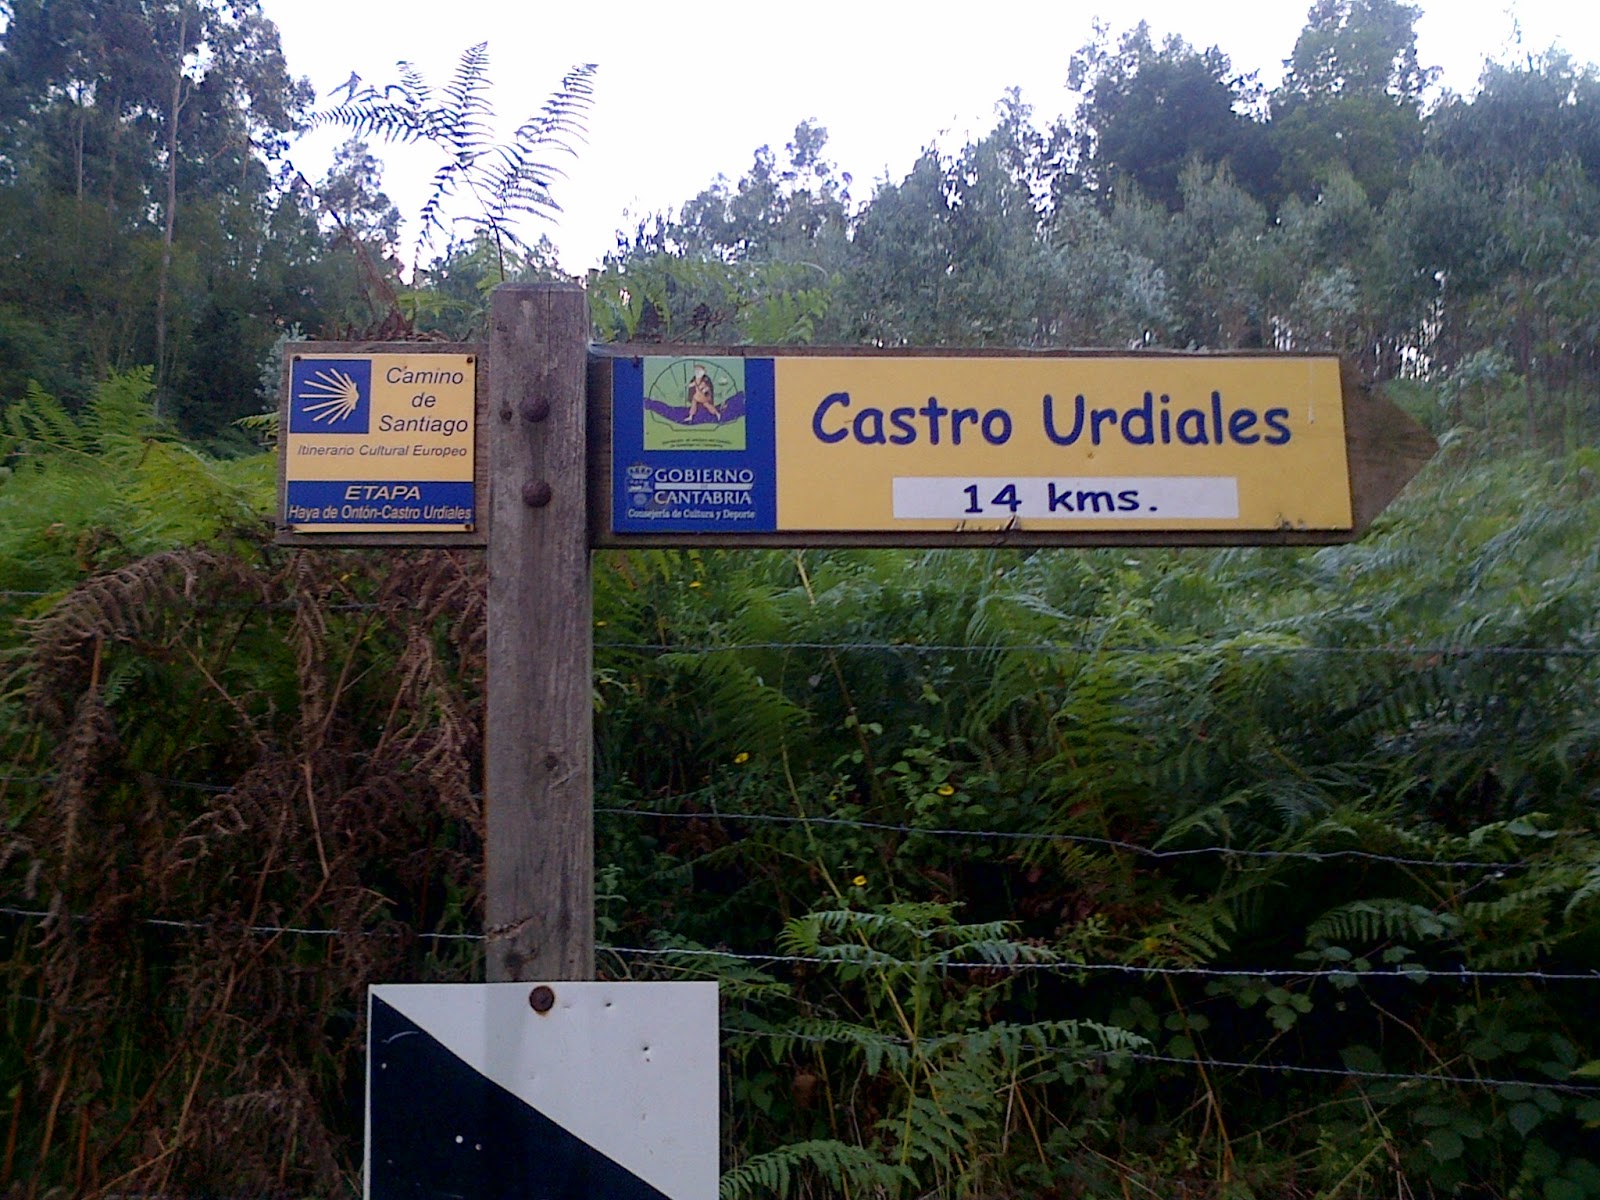 Camino
de
Santiago
Itinerario Cultural Europeo
ETAPA
Haya de Ontón-Castro Urdiales
GOBIERNO
CANTABRIA
Consejería de Cultura y Deporte
Castro Urdiales
14 kms.